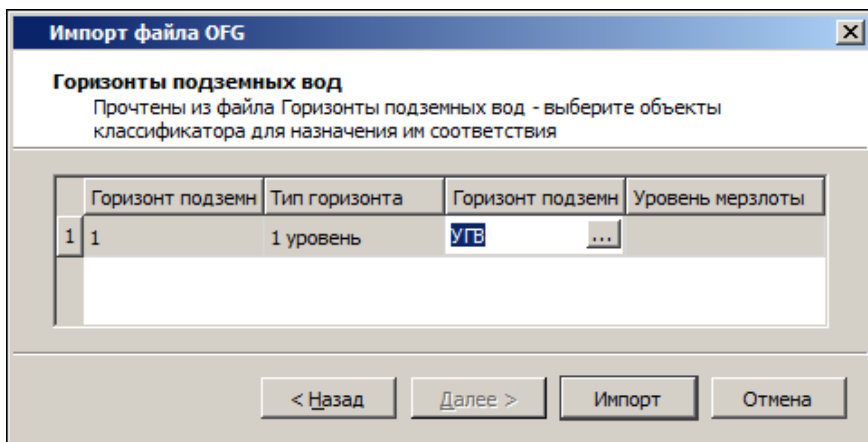 Импорт файла OFG
Горизонты подземных вод
Прочтены из файла Горизонты подземных вод - выберите объекты
классификатора для назначения им соответствия
Горизонт подземн Тип горизонта Горизонт подземн Уровень мерзлоты
1 1 1 уровень УГВ ...
< Назад Далее > Импорт Отмена